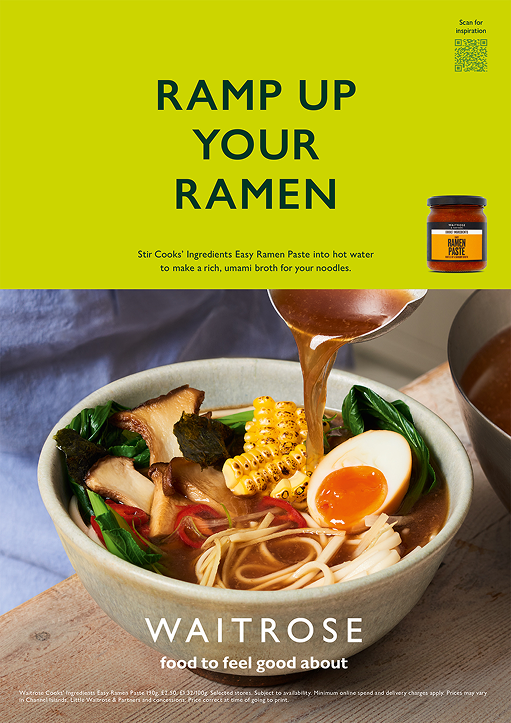 Scan for
inspiration
RAMP UP
YOUR
RAMEN
Stir Cooks' Ingredients Easy Ramen Paste into hot water
to make a rich, umami broth for your noodles.
WAITROSE
COOKS' INGREDIENTS
RAMEN
PASTE
WAITROSE
food to feel good about
Waitrose Cooks' Ingredients Easy Ramen Paste 190g, £2.50, £1.32/100g. Selected stores. Subject to availability. Minimum online spend and delivery charges apply. Prices may vary
in Channel Islands, Little Waitrose & Partners and concessions. Price correct at time of going to print.